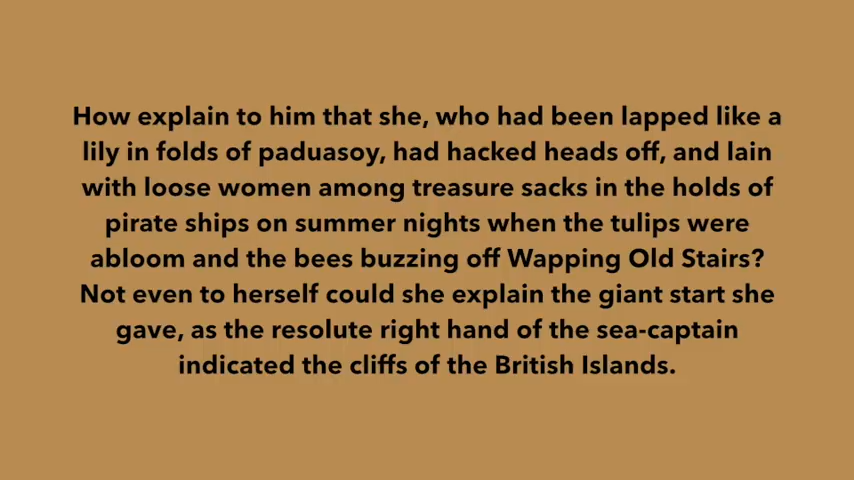 How explain to him that she, who had been lapped like a
lily in folds of paduasoy, had hacked heads off, and lain
with loose women among treasure sacks in the holds of
pirate ships on summer nights when the tulips were
abloom and the bees buzzing off Wapping Old Stairs?
Not even to herself could she explain the giant start she
gave, as the resolute right hand of the sea-captain
indicated the cliffs of the British Islands.